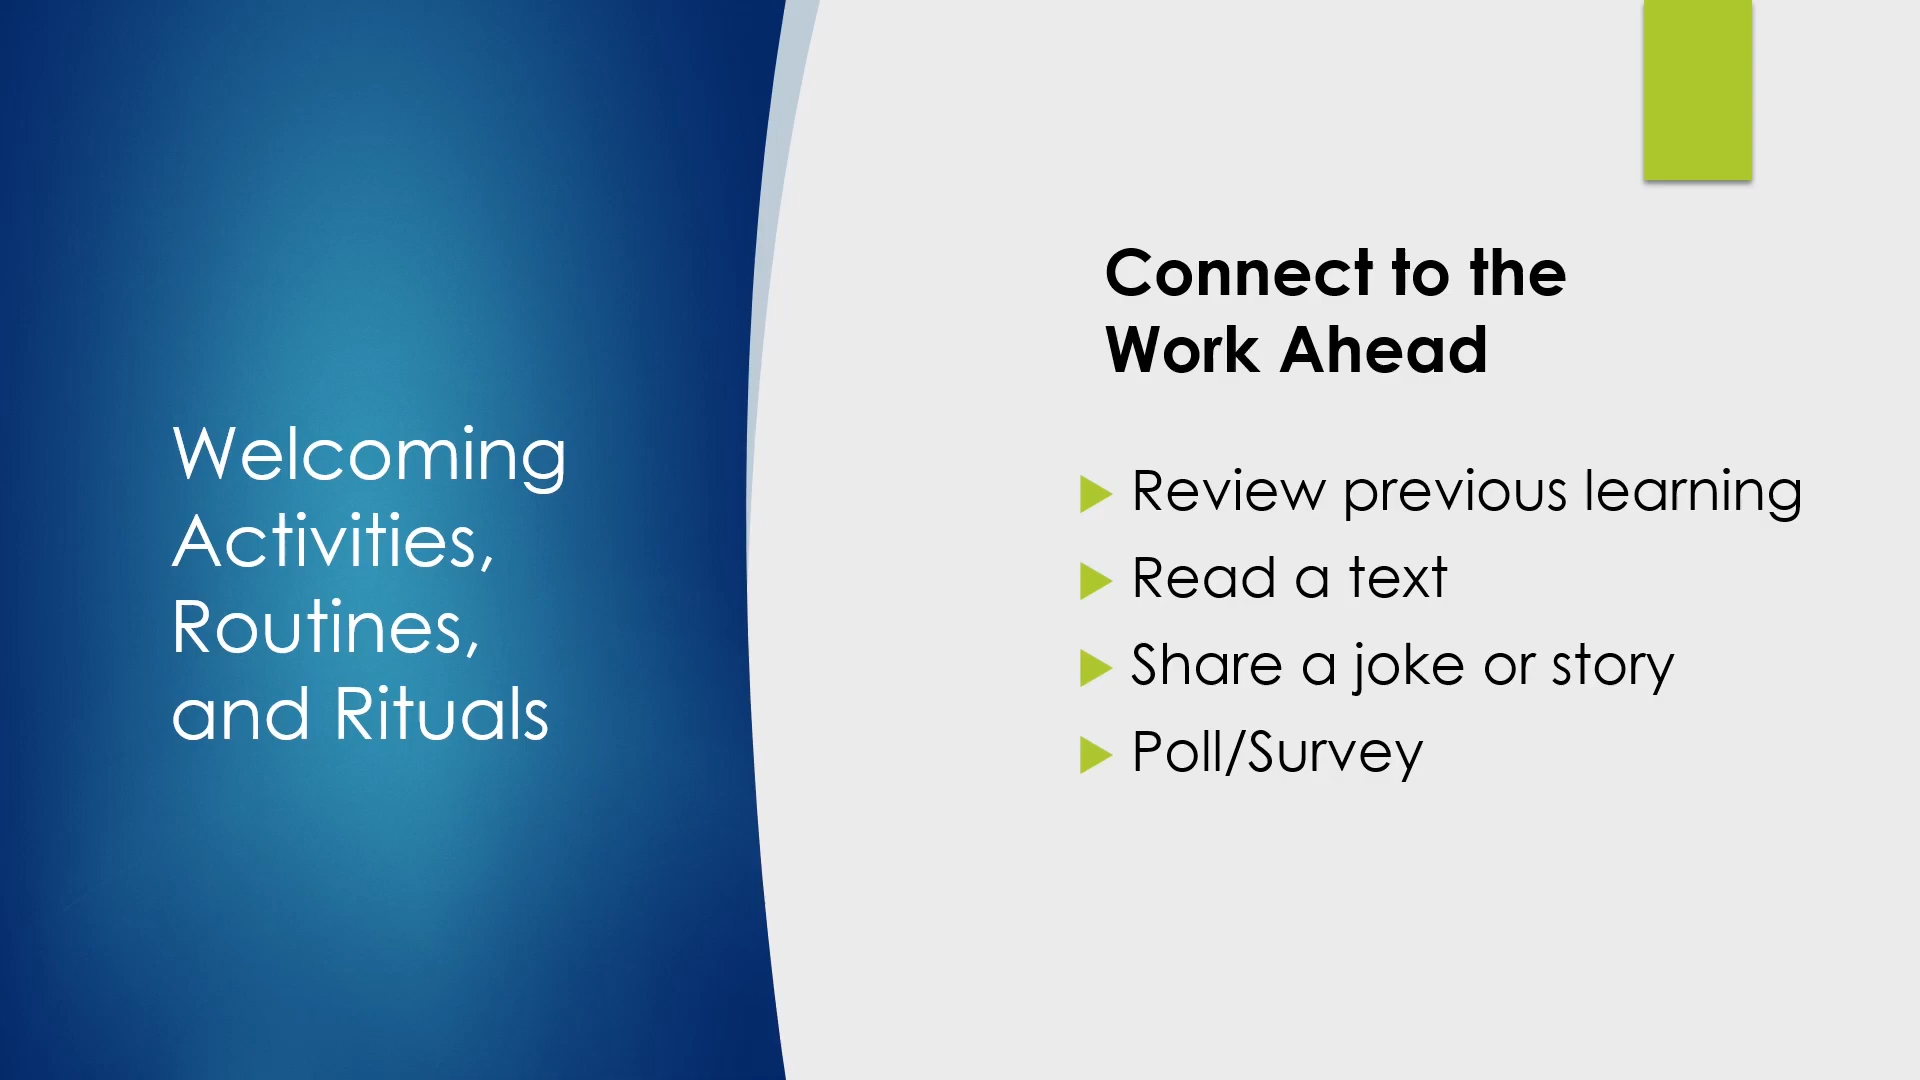 Welcoming
Activities,
Routines,
and Rituals
Connect to the
Work Ahead
Review previous learning
Read a text
Share a joke or story
Poll/Survey